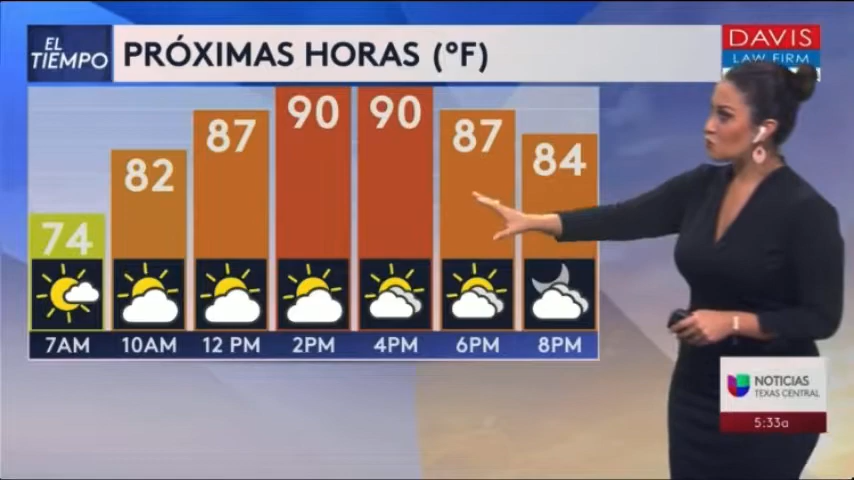 EL
TIEMPO
PRÓXIMAS HORAS (°F)
DAVIS
LAW FIRM
74 82 87 90 90 87 84
7AM 10AM 12 PM 2PM 4PM 6PM 8PM
NOTICIAS
TEXAS CENTRAL
5:33a